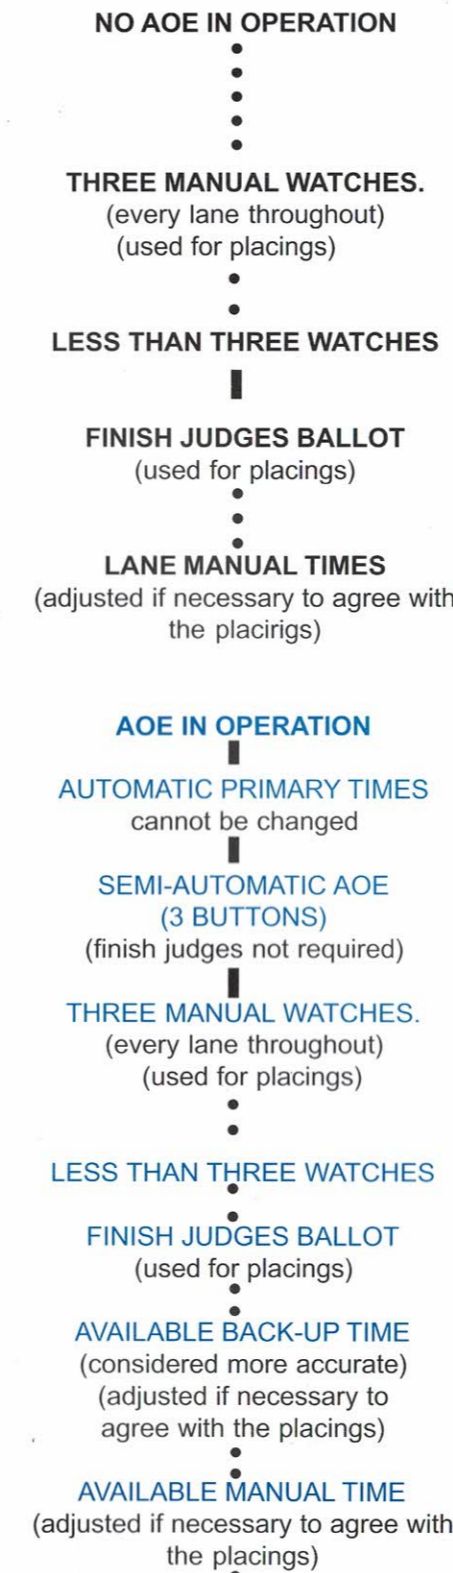 NO AOE IN OPERATION
THREE MANUAL WATCHES.
(every lane throughout)
(used for placings)
LESS THAN THREE WATCHES
FINISH JUDGES BALLOT
(used for placings)
LANE MANUAL TIMES
(adjusted if necessary to agree with
the placirigs)
AOE IN OPERATION
AUTOMATIC PRIMARY TIMES
cannot be changed
SEMI-AUTOMATIC AOE
(3 BUTTONS)
(finish judges not required)
THREE MANUAL WATCHES.
(every lane throughout)
(used for placings)
LESS THAN THREE WATCHES
FINISH JUDGES BALLOT
(used for placings)
AVAILABLE BACK-UP TIME
(considered more accurate)
(adjusted if necessary to
agree with the placings)
AVAILABLE MANUAL TIME
(adjusted if necessary to agree with
the placings)